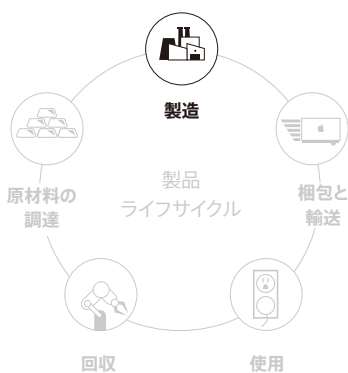 製造
原材料の
調達
製品
ライフサイクル
梱包と
輸送
回収
使用